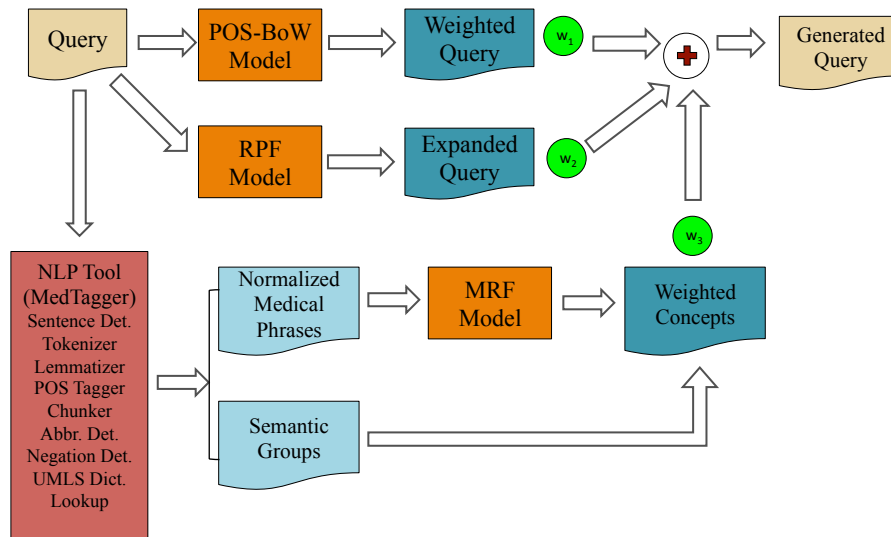 Query
POS-BoW
Model
Weighted
Query
w1
Generated
Query
RPF
Model
Expanded
Query
w2
w3
NLP Tool
(MedTagger)
Sentence Det.
Tokenizer
Lemmatizer
POS Tagger
Chunker
Abbr. Det.
Negation Det.
UMLS Dict.
Lookup
Normalized
Medical
Phrases
MRF
Model
Weighted
Concepts
Semantic
Groups